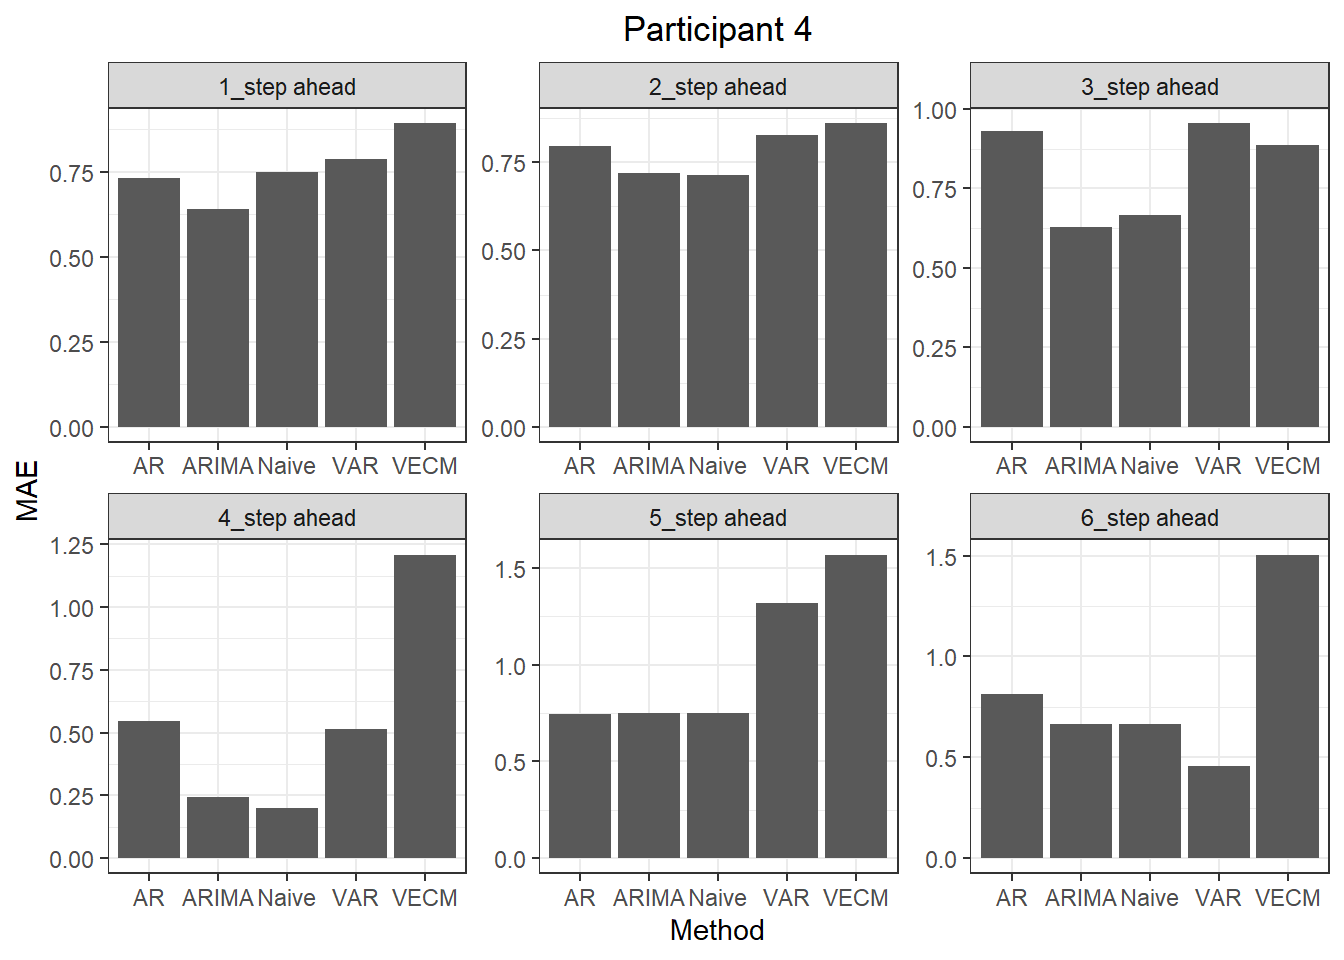 Participant 4
1_step ahead
2_step ahead
3_step ahead
0.75
0.50
0.25
0.00
0.75
0.50
0.25
0.00
1.00
0.75
0.50
0.25
0.00
AR ARIMA Naive VAR VECM
AR ARIMA Naive VAR VECM
AR ARIMA Naive VAR VECM
MAE
4_step ahead
5_step ahead
6_step ahead
1.25
1.00
0.75
0.50
0.25
0.00
1.5
1.0
0.5
0.0
1.5
1.0
0.5
0.0
AR ARIMA Naive VAR VECM
AR ARIMA Naive VAR VECM
AR ARIMA Naive VAR VECM
Method